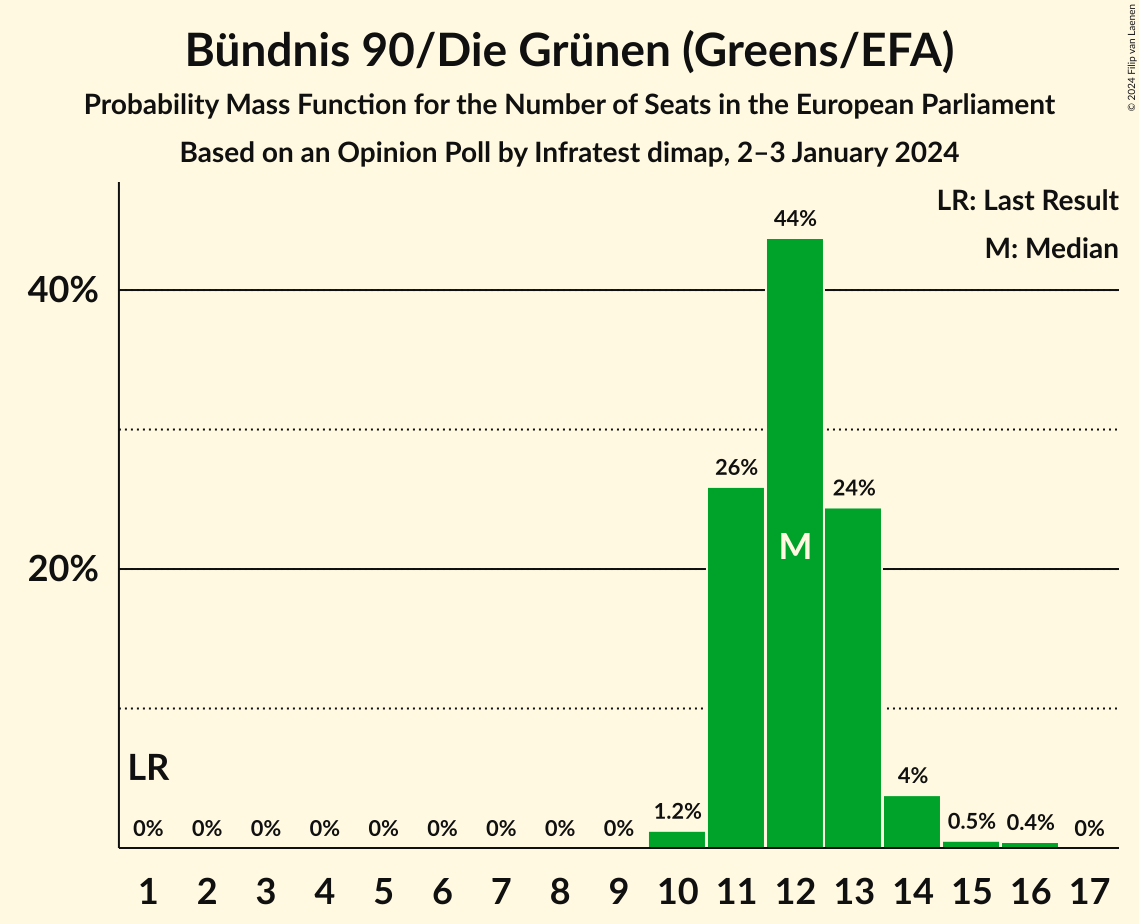 Bündnis 90/Die Grünen (Greens/EFA)
Probability Mass Function for the Number of Seats in the European Parliament
Based on an Opinion Poll by Infratest dimap, 2–3 January 2024
© 2024 Filip van Laenen
LR: Last Result
M: Median
44%
40%
26%
24%
M
20%
LR
4%
0% 0% 0% 0% 0% 0% 0% 0% 0% 1.2% 0.5% 0.4% 0%
1 2 3 4 5 6 7 8 9 10 11 12 13 14 15 16 17